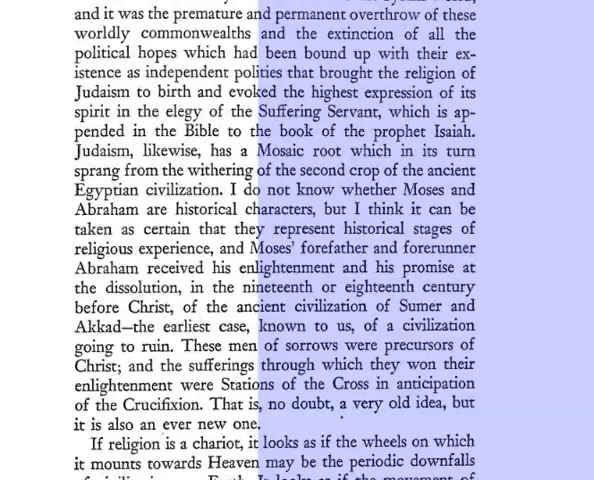 and it was the premature and permanent overthrow of these
worldly commonwealths and the extinction of all the
political hopes which had been bound up with their ex-
istence as independent polities that brought the religion of
Judaism to birth and evoked the highest expression of its
spirit in the elegy of the Suffering Servant, which is ap-
pended in the Bible to the book of the prophet Isaiah.
Judaism, likewise, has a Mosaic root which in its turn
sprang from the withering of the second crop of the ancient
Egyptian civilization. I do not know whether Moses and
Abraham are historical characters, but I think it can be
taken as certain that they represent historical stages of
religious experience, and Moses' forefather and forerunner
Abraham received his enlightenment and his promise at
the dissolution, in the nineteenth or eighteenth century
before Christ, of the ancient civilization of Sumer and
Akkad—the earliest case, known to us, of a civilization
going to ruin. These men of sorrows were precursors of
Christ; and the sufferings through which they won their
enlightenment were Stations of the Cross in anticipation
of the Crucifixion. That is, no doubt, a very old idea, but
it is also an ever new one.
If religion is a chariot, it looks as if the wheels on which
it mounts towards Heaven may be the periodic downfalls